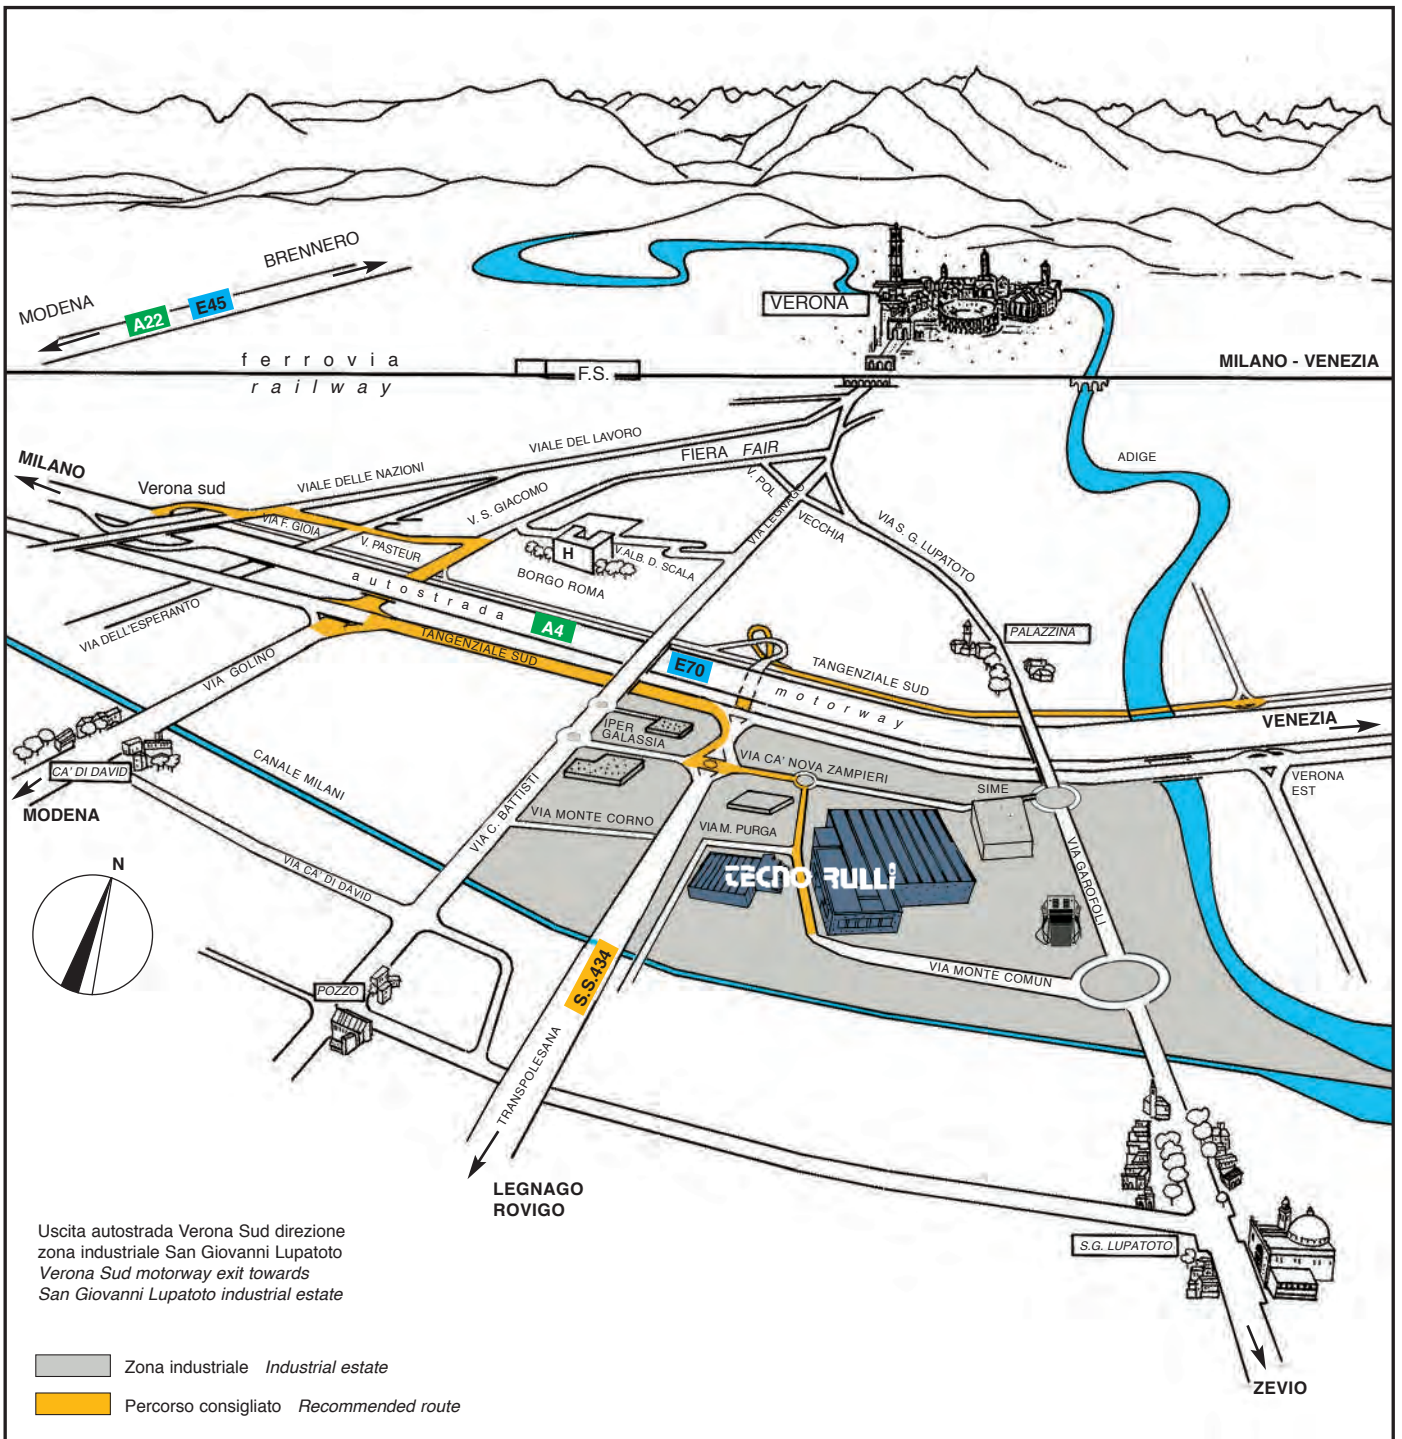 BRENNERO
MODENA
A22
E45
VERONA
ferrovia
railway
F.S.
MILANO - VENEZIA
VIALE DEL LAVORO
FIERA FAIR
MILANO
Verona sud
VIALE DELLE NAZIONI
V. S. GIACOMO
V. POL
VECCHIA
VIA LEGNAGO
VIA S. G. LUPATOTO
ADIGE
VIA F. GIOIA
V. PASTEUR
H
V.ALB. D. SCALA
BORGO ROMA
autostrada
A4
VIA DELL'ESPERANTO
VIA GOLINO
TANGENZIALE SUD
E70
motorway
TANGENZIALE SUD
PALAZZINA
VENEZIA
VERONA
EST
IPER
GALASSIA
VIA CA' NOVA ZAMPIERI
SIME
CA' DI DAVID
MODENA
CANALE MILANI
VIA C. BATTISTI
VIA MONTE CORNO
VIA M. PURGA
TECNO RULLi
VIA GAROFOLI
VIA CA' DI DAVID
N
VIA MONTE COMUN
S.S.434
POZZO
TRANSPOLESANA
LEGNAGO
ROVIGO
S.G. LUPATOTO
ZEVIO
Uscita autostrada Verona Sud direzione
zona industriale San Giovanni Lupatoto
Verona Sud motorway exit towards
San Giovanni Lupatoto industrial estate
Zona industriale Industrial estate
Percorso consigliato Recommended route